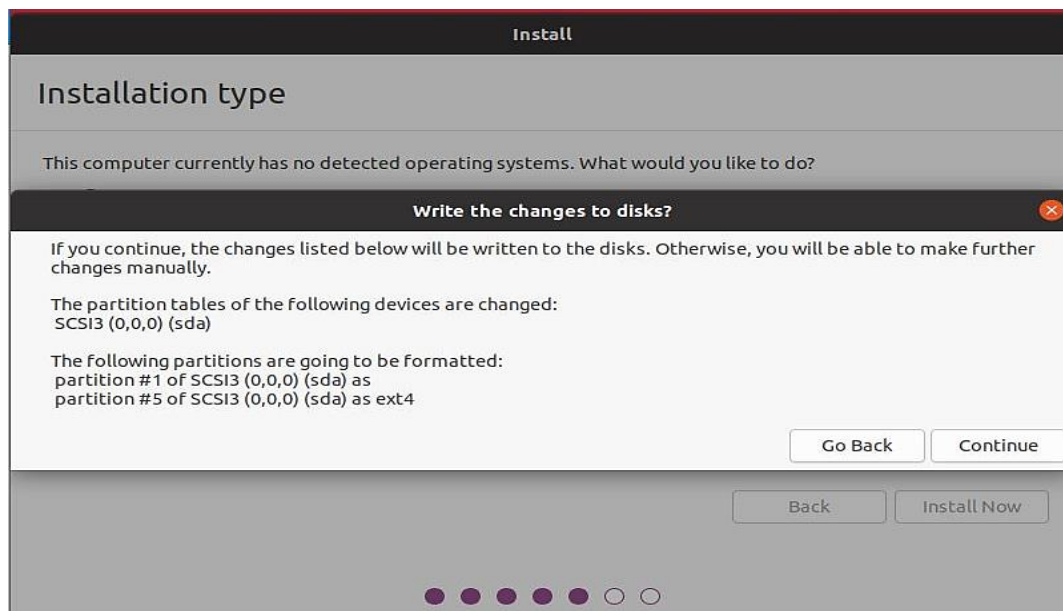 Install
Installation type
This computer currently has no detected operating systems. What would you like to do?
Write the changes to disks?
If you continue, the changes listed below will be written to the disks. Otherwise, you will be able to make further
changes manually.
The partition tables of the following devices are changed:
SCSI3 (0,0,0) (sda)
The following partitions are going to be formatted:
partition #1 of SCSI3 (0,0,0) (sda) as
partition #5 of SCSI3 (0,0,0) (sda) as ext4
Go Back Continue
Back Install Now